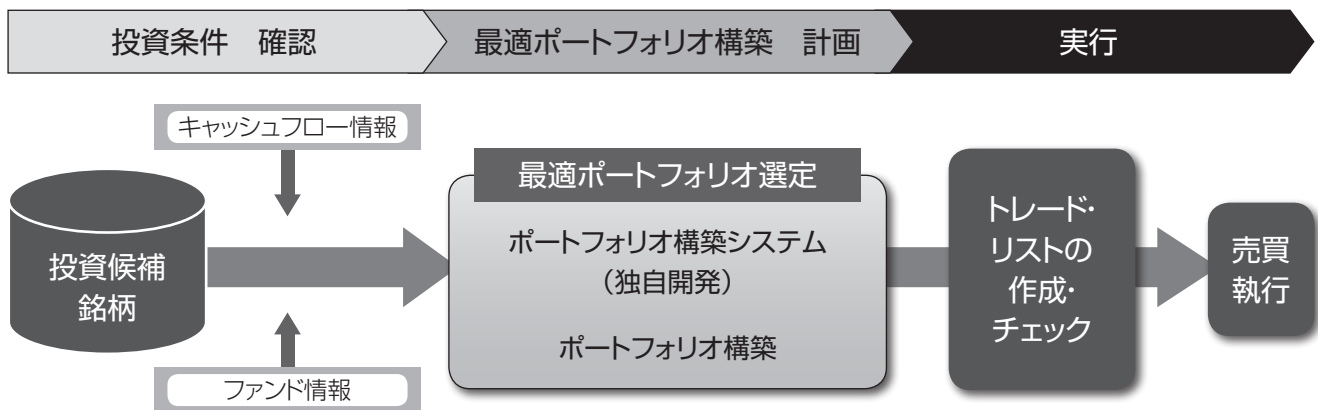 投資条件　確認
最適ポートフォリオ構築　計画
実行
キャッシュフロー情報
投資候補
銘柄
ファンド情報
最適ポートフォリオ選定
ポートフォリオ構築システム
（独自開発）
ポートフォリオ構築
トレード・
リストの
作成・
チェック
売買
執行